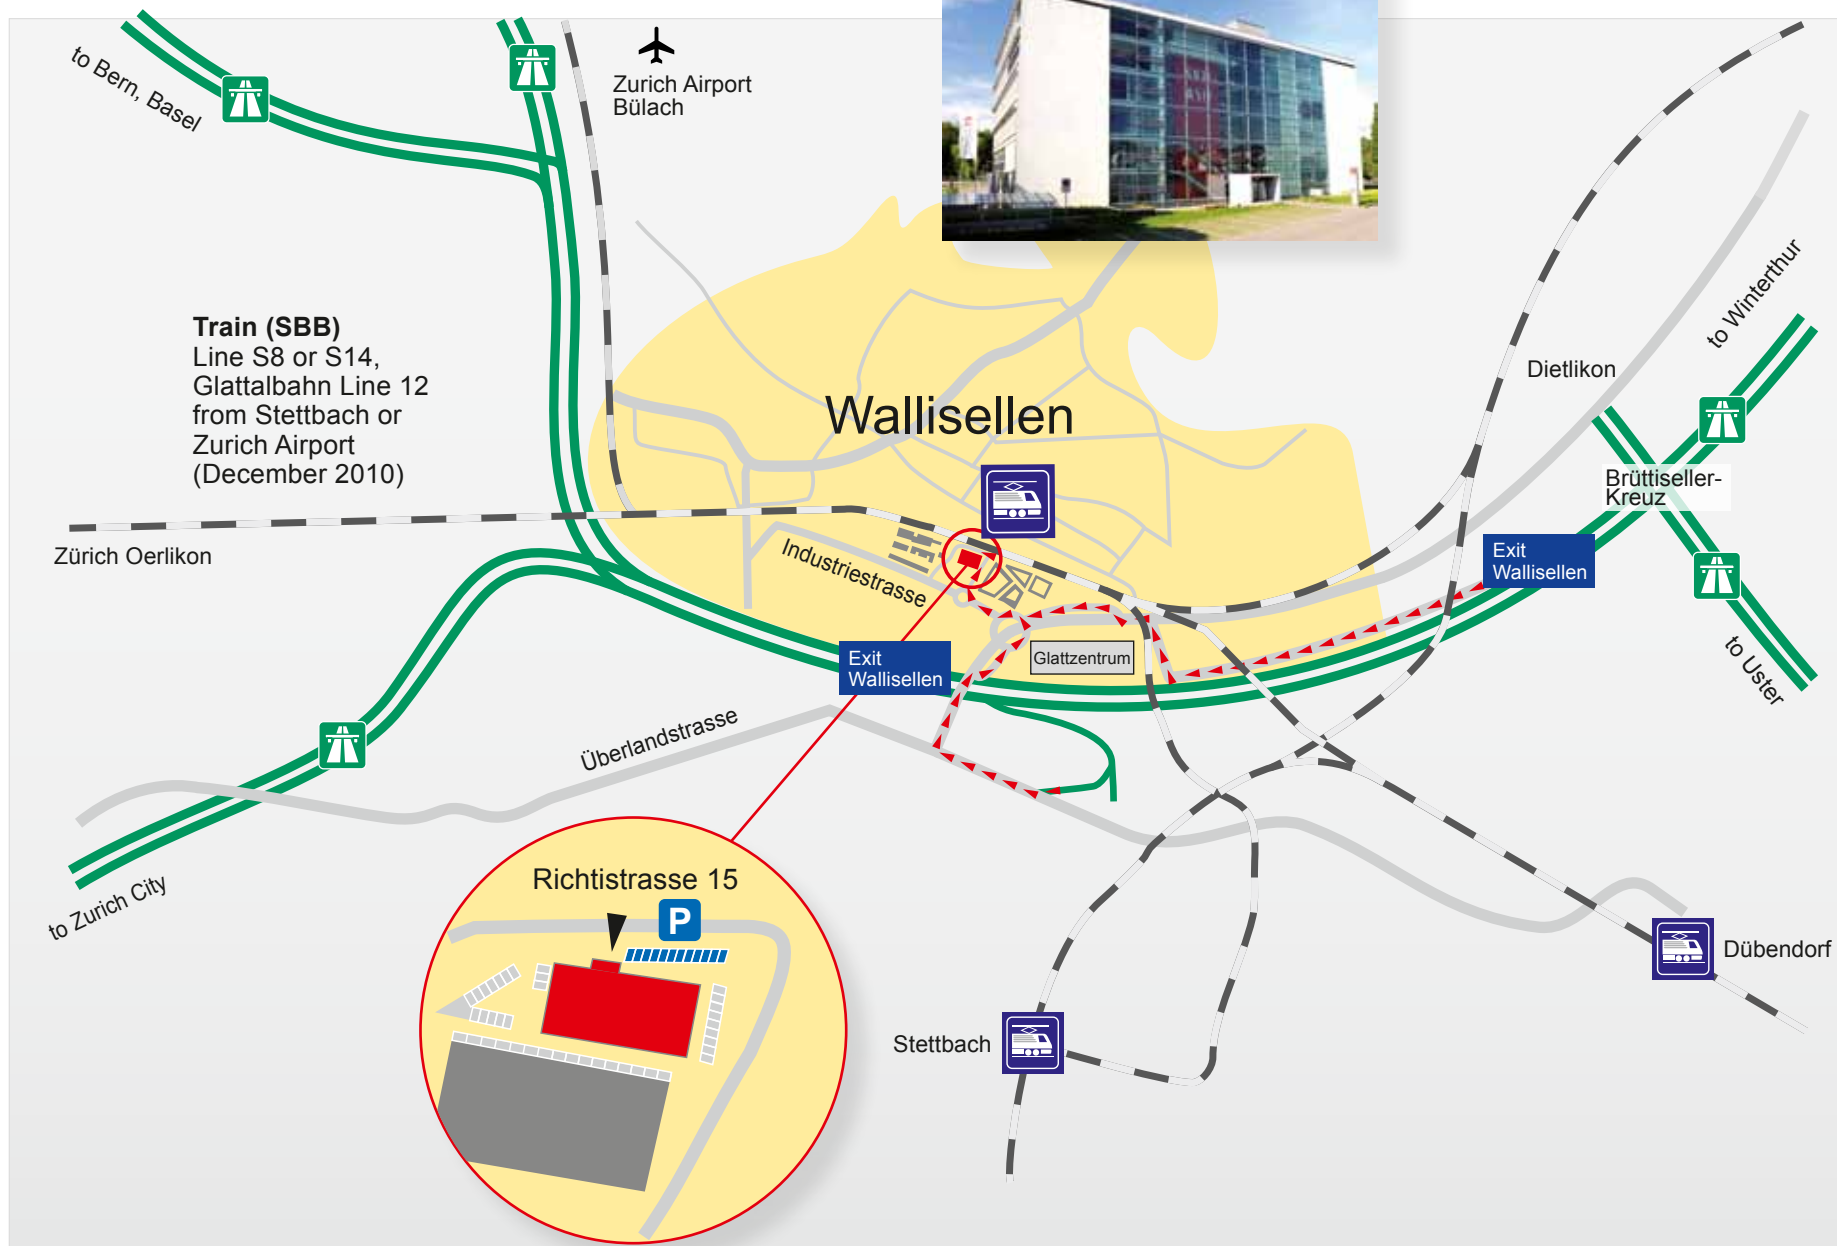 to Bern, Basel
Zurich Airport
Bülach
Train (SBB)
Line S8 or S14,
Glattalbahn Line 12
from Stettbach or
Zurich Airport
(December 2010)
to Winterthur
Dietlikon
Wallisellen
Brüttiseller-
Kreuz
Zürich Oerlikon
Industriestrasse
Exit
Wallisellen
Exit
Wallisellen
Glattzentrum
to Uster
Überlandstrasse
to Zurich City
Richtistrasse 15
P
Dübendorf
Stettbach